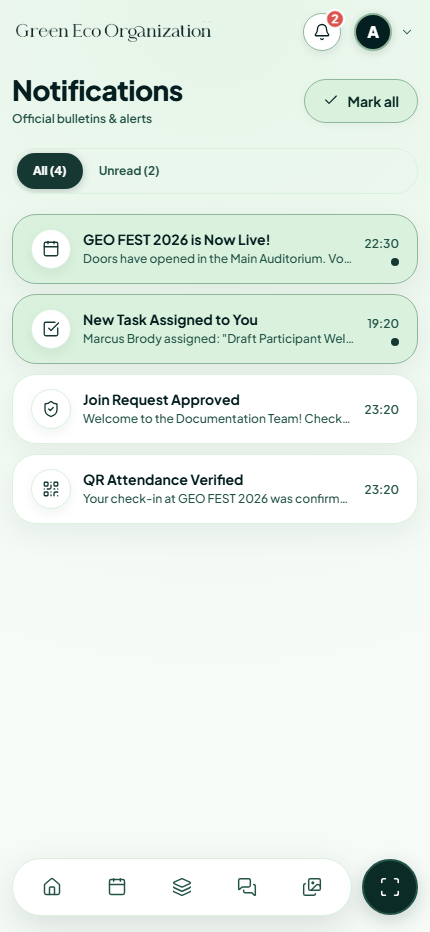 Green Eco Organization
2
A
Notifications
Official bulletins & alerts
Mark all
All (4)
Unread (2)
GEO FEST 2026 is Now Live!
22:30
Doors have opened in the Main Auditorium. Vo...
New Task Assigned to You
19:20
Marcus Brody assigned: "Draft Participant Wel...
Join Request Approved
23:20
Welcome to the Documentation Team! Check...
QR Attendance Verified
23:20
Your check-in at GEO FEST 2026 was confirm...